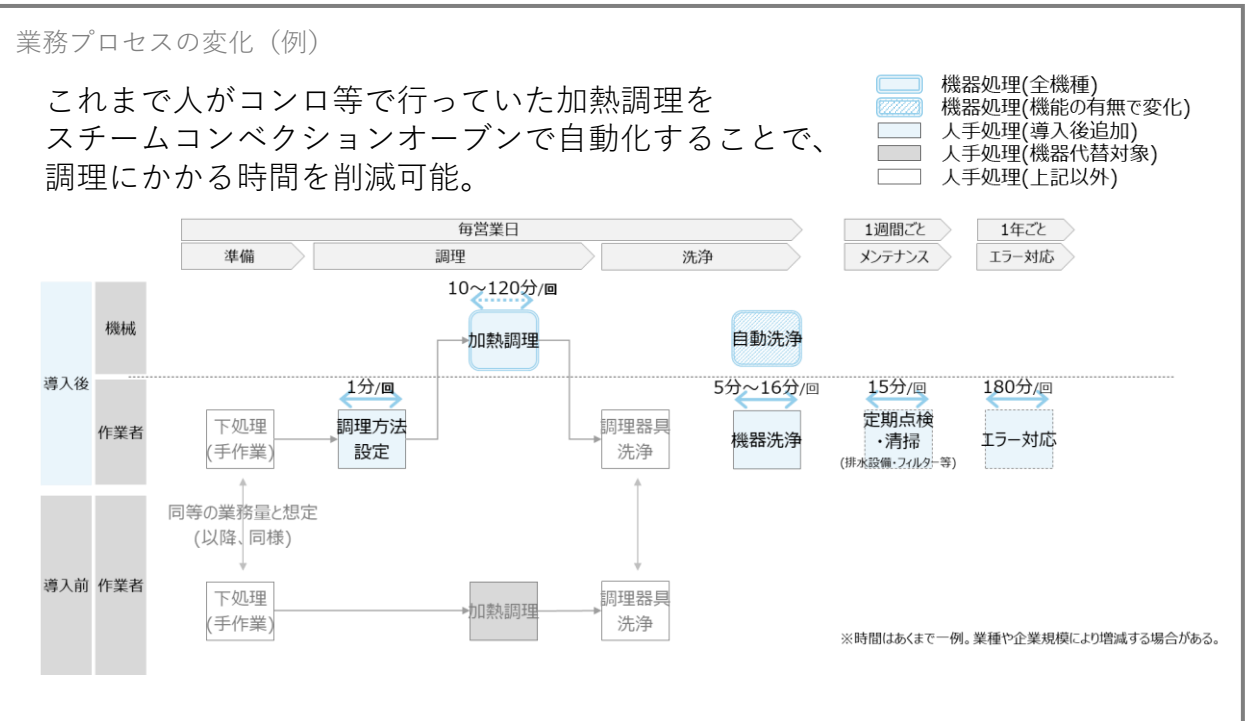 業務プロセスの変化（例）
これまで人がコンロ等で行っていた加熱調理を
スチームコンベクションオーブンで自動化することで、
調理にかかる時間を削減可能。
機器処理(全機種)
機器処理(機能の有無で変化)
人手処理(導入後追加)
人手処理(機器代替対象)
人手処理(上記以外)
毎営業日
1週間ごと
1年ごと
準備
調理
洗浄
メンテナンス
エラー対応
導入後
機械
10～120分/回
加熱調理
自動洗浄
作業者
下処理
(手作業)
1分/回
調理方法
設定
調理器具
洗浄
5分～16分/回
機器洗浄
15分/回
定期点検
・清掃
(排水設備・フィルター等)
180分/回
エラー対応
同等の業務量と想定
(以降、同様)
導入前
作業者
下処理
(手作業)
加熱調理
調理器具
洗浄
※時間はあくまで一例。業種や企業規模により増減する場合がある。